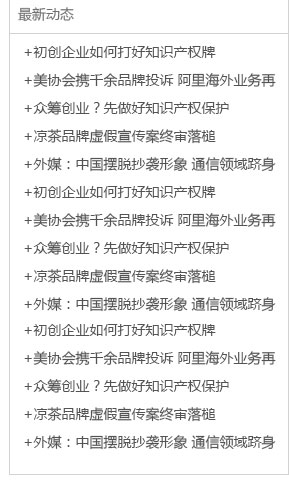 最新动态
+初创企业如何打好知识产权牌
+美协会携千余品牌投诉 阿里海外业务再
+众筹创业？先做好知识产权保护
+凉茶品牌虚假宣传案终审落槌
+外媒：中国摆脱抄袭形象 通信领域跻身
+初创企业如何打好知识产权牌
+美协会携千余品牌投诉 阿里海外业务再
+众筹创业？先做好知识产权保护
+凉茶品牌虚假宣传案终审落槌
+外媒：中国摆脱抄袭形象 通信领域跻身
+初创企业如何打好知识产权牌
+美协会携千余品牌投诉 阿里海外业务再
+众筹创业？先做好知识产权保护
+凉茶品牌虚假宣传案终审落槌
+外媒：中国摆脱抄袭形象 通信领域跻身